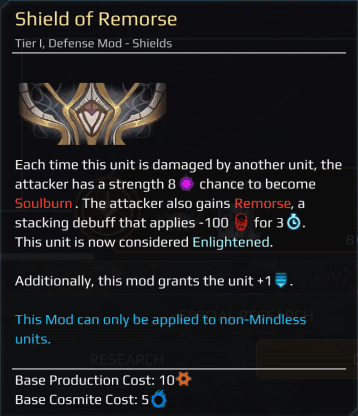 Shield of Remorse
Tier I, Defense Mod - Shields
Each time this unit is damaged by another unit, the
attacker has a strength 8 chance to become
Soulburn. The attacker also gains Remorse, a
stacking debuff that applies -100 for 3.
This unit is now considered Enlightened.
Additionally, this mod grants the unit +1.
This Mod can only be applied to non-Mindless
units.
RESEARCH
Base Production Cost: 10
Base Cosmite Cost: 5